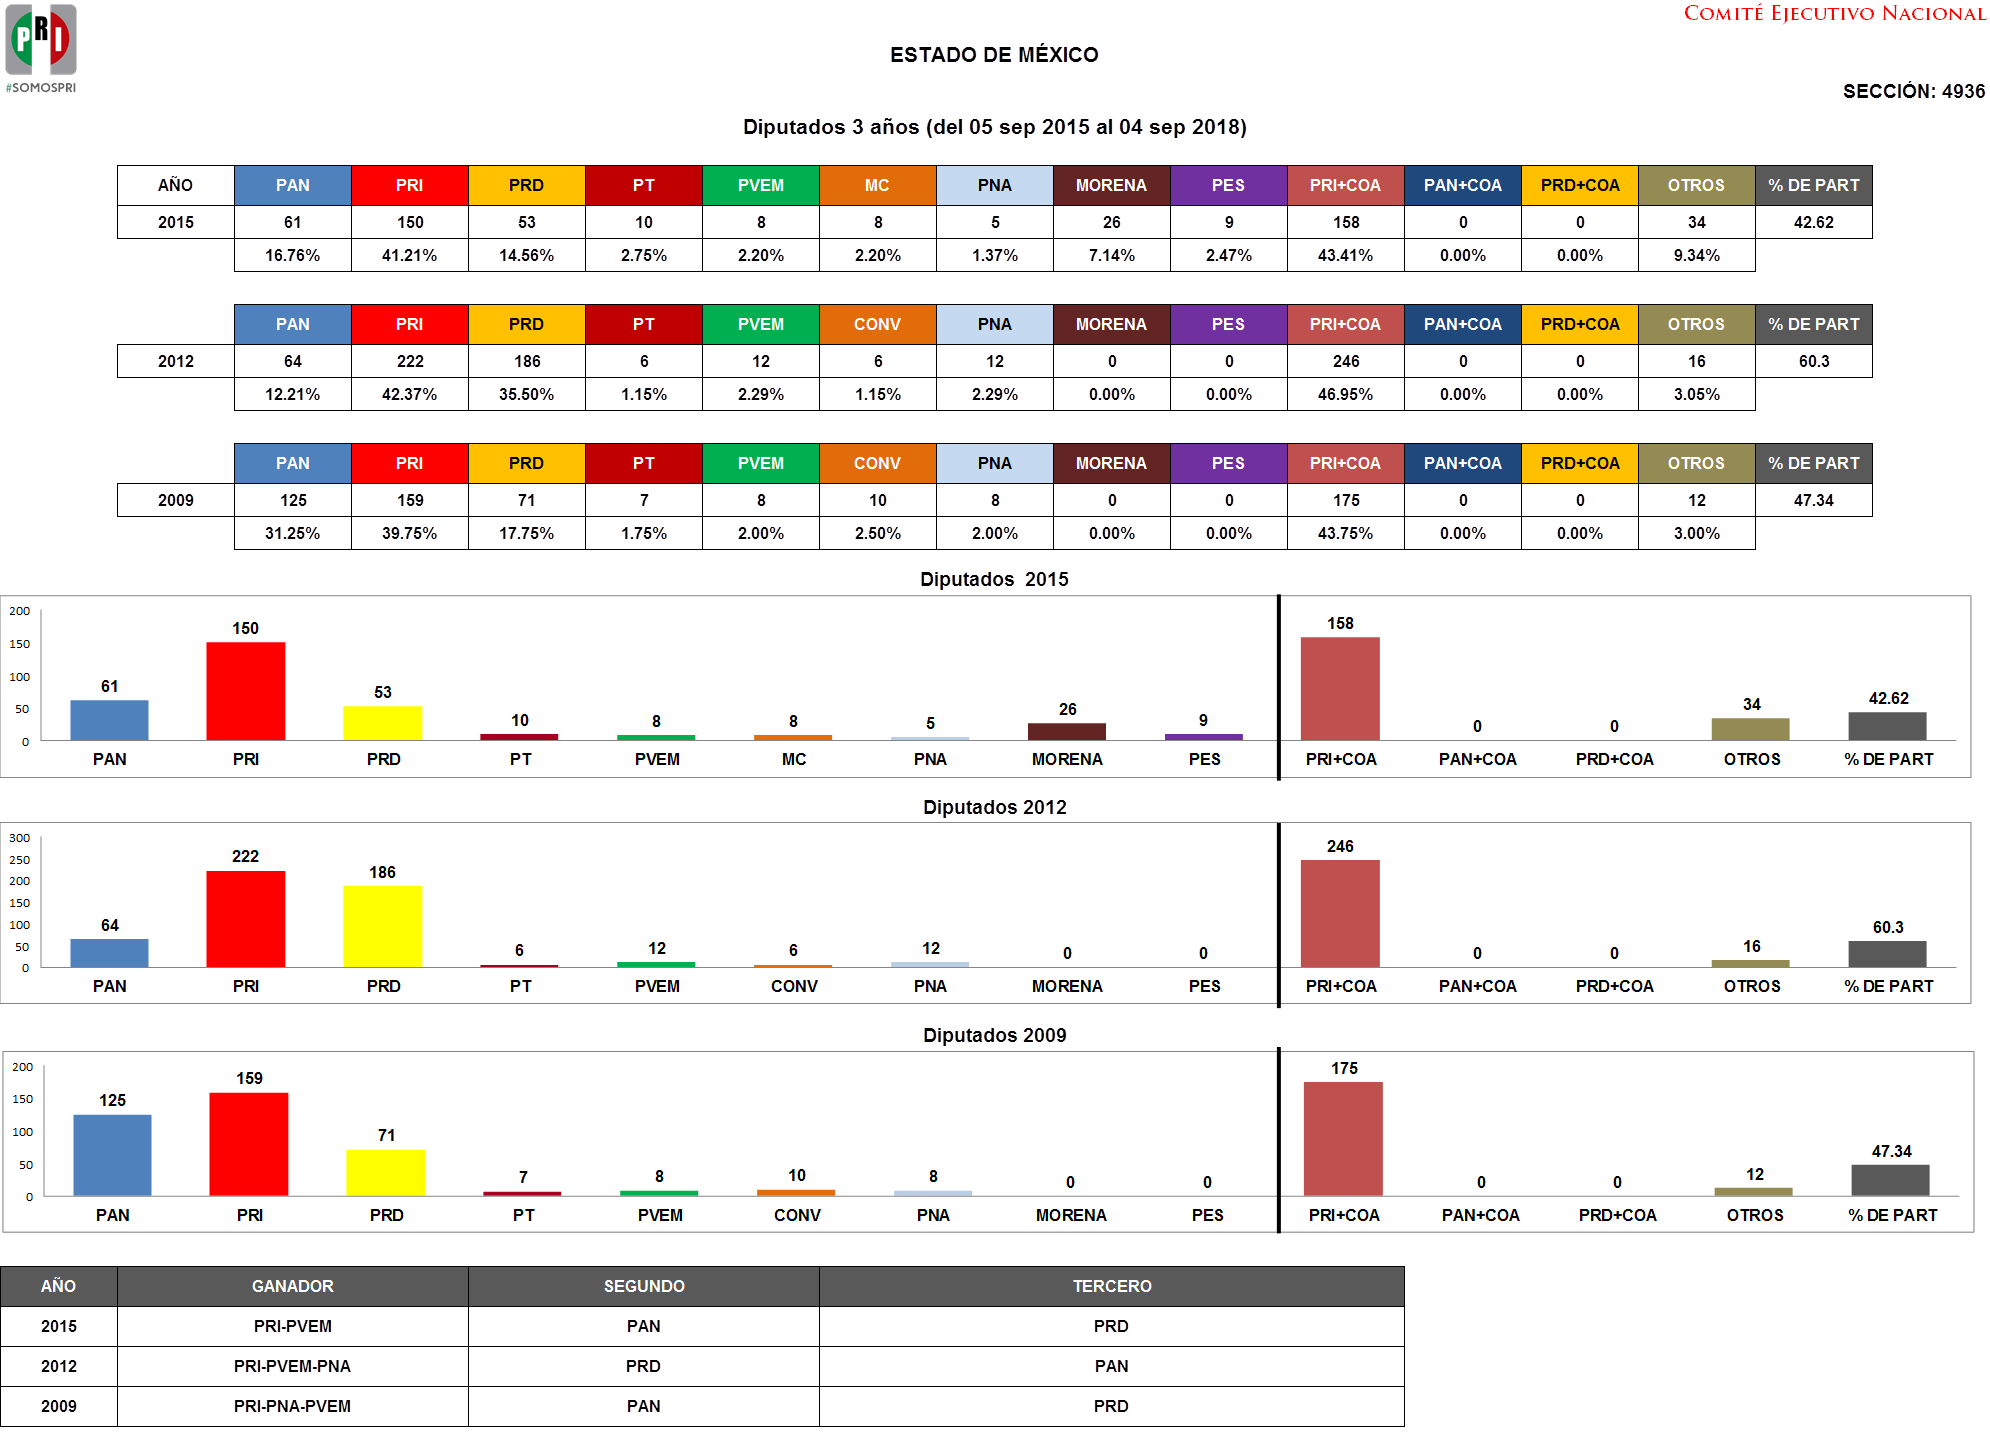 COMITÉ EJECUTIVO NACIONAL
PRI
#SOMOSPRI
ESTADO DE MÉXICO
SECCIÓN: 4936
Diputados 3 años (del 05 sep 2015 al 04 sep 2018)
AÑO PAN PRI PRD PT PVEM MC PNA MORENA PES PRI+COA PAN+COA PRD+COA OTROS % DE PART
2015 61 150 53 10 8 8 5 26 9 158 0 0 34 42.62
16.76% 41.21% 14.56% 2.75% 2.20% 2.20% 1.37% 7.14% 2.47% 43.41% 0.00% 0.00% 9.34%
PAN PRI PRD PT PVEM CONV PNA MORENA PES PRI+COA PAN+COA PRD+COA OTROS % DE PART
2012 64 222 186 6 12 6 12 0 0 246 0 0 16 60.3
12.21% 42.37% 35.50% 1.15% 2.29% 1.15% 2.29% 0.00% 0.00% 46.95% 0.00% 0.00% 3.05%
PAN PRI PRD PT PVEM CONV PNA MORENA PES PRI+COA PAN+COA PRD+COA OTROS % DE PART
2009 125 159 71 7 8 10 8 0 0 175 0 0 12 47.34
31.25% 39.75% 17.75% 1.75% 2.00% 2.50% 2.00% 0.00% 0.00% 43.75% 0.00% 0.00% 3.00%
Diputados 2015
200
150
100
50
0
61 150 53 10 8 8 5 26 9 158 0 0 34 42.62
PAN PRI PRD PT PVEM MC PNA MORENA PES PRI+COA PAN+COA PRD+COA OTROS % DE PART
Diputados 2012
300
250
200
150
100
50
0
64 222 186 6 12 6 12 0 0 246 0 0 16 60.3
PAN PRI PRD PT PVEM CONV PNA MORENA PES PRI+COA PAN+COA PRD+COA OTROS % DE PART
Diputados 2009
200
150
100
50
0
125 159 71 7 8 10 8 0 0 175 0 0 12 47.34
PAN PRI PRD PT PVEM CONV PNA MORENA PES PRI+COA PAN+COA PRD+COA OTROS % DE PART
AÑO GANADOR SEGUNDO TERCERO
2015 PRI-PVEM PAN PRD
2012 PRI-PVEM-PNA PRD PAN
2009 PRI-PNA-PVEM PAN PRD